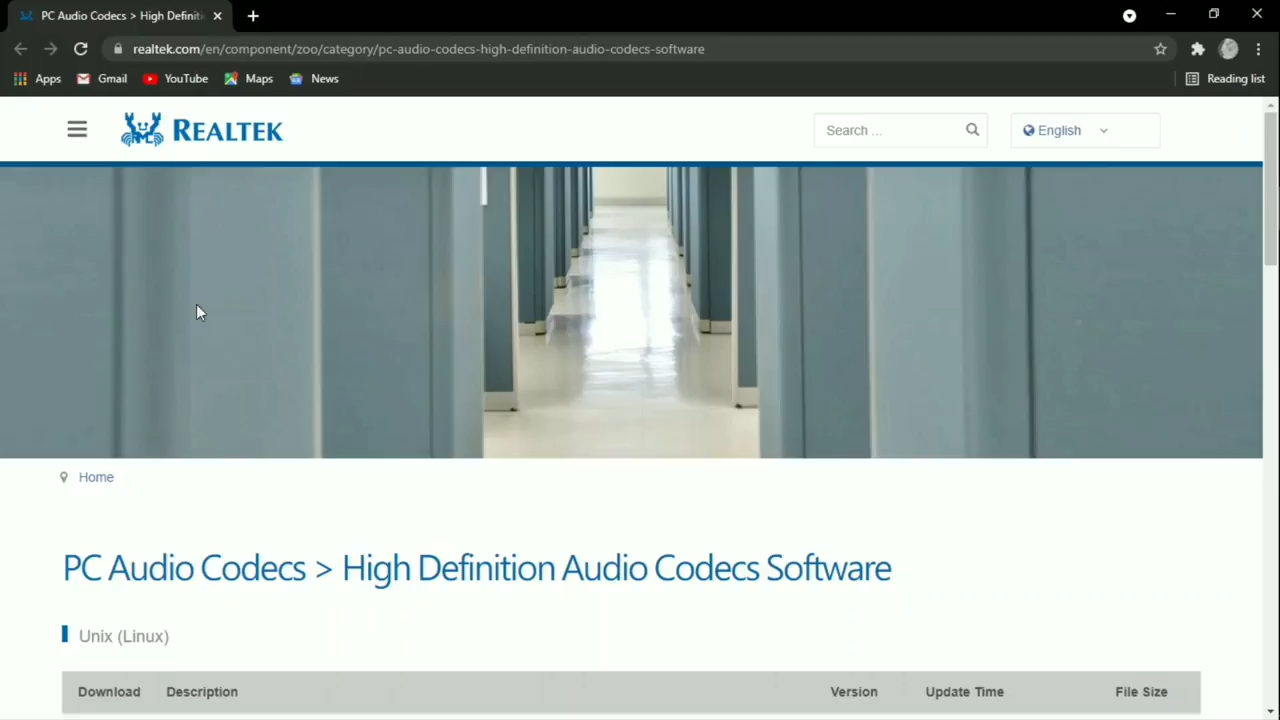 PC Audio Codecs > High Definiti
realtek.com/en/component/zoo/category/pc-audio-codecs-high-definition-audio-codecs-software
Apps Gmail YouTube Maps News Reading list
REALTEK Search ... English
Home
PC Audio Codecs > High Definition Audio Codecs Software
Unix (Linux)
Download Description Version Update Time File Size